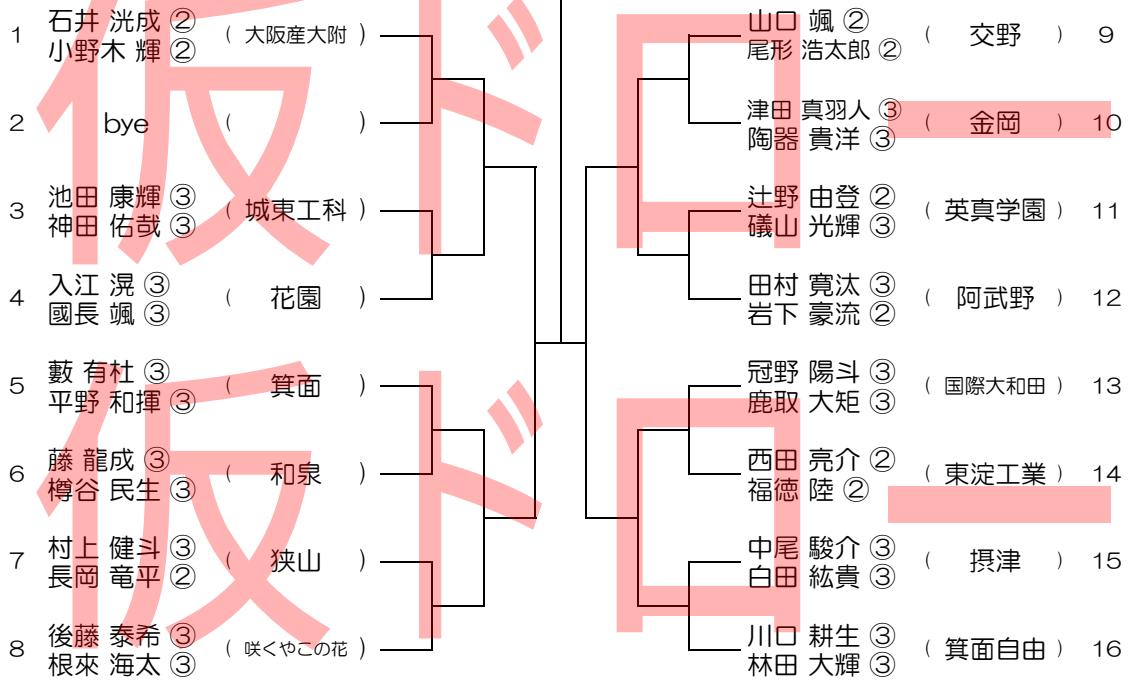 1 石井 洸成 ② ( 大阪産大附 )
小野木 輝 ②
2 bye ( )
3 池田 康輝 ③ ( 城東工科 )
神田 佑哉 ③
4 入江 滉 ③ ( 花園 )
國長 颯 ③
5 藪 有杜 ③ ( 箕面 )
平野 和揮 ③
6 藤 龍成 ③ ( 和泉 )
樽谷 民生 ③
7 村上 健斗 ③ ( 狭山 )
長岡 竜平 ②
8 後藤 泰希 ③ ( 咲くやこの花 )
根來 海太 ③
山口 颯 ② ( 交野 ) 9
尾形 浩太郎 ②
津田 真羽人 ③ ( 金岡 ) 10
陶器 貴洋 ③
辻野 由登 ② ( 英真学園 ) 11
礒山 光輝 ③
田村 寛汰 ③ ( 阿武野 ) 12
岩下 豪流 ②
冠野 陽斗 ③ ( 国際大和田 ) 13
鹿取 大矩 ③
西田 亮介 ② ( 東淀工業 ) 14
福徳 陸 ②
中尾 駿介 ③ ( 摂津 ) 15
白田 紘貴 ③
川口 耕生 ③ ( 箕面自由 ) 16
林田 大輝 ③
仮ドロー
仮ドロー